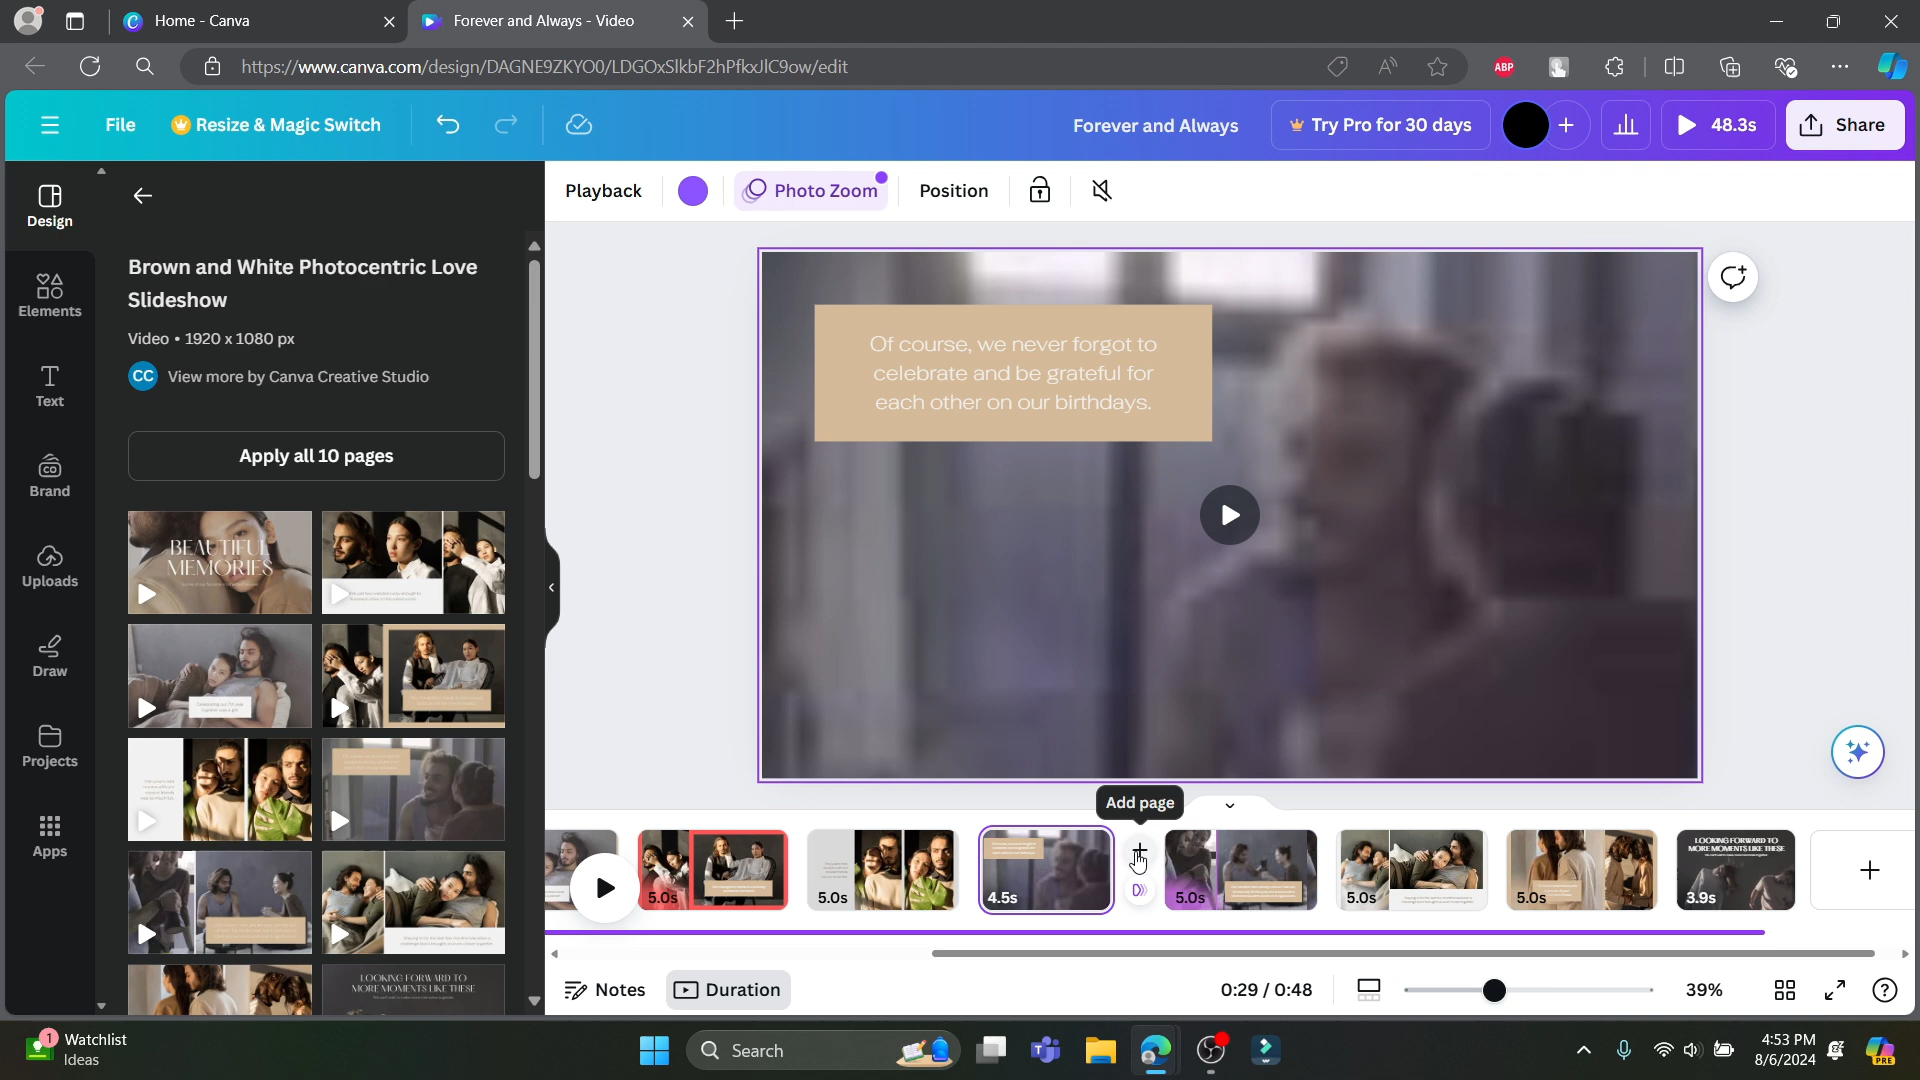 Home - Canva
Forever and Always - Video
https://www.canva.com/design/DAGNE9ZKYO0/LDGOxSlkbF2hPfkxJlC9ow/edit
ABP
File
Resize & Magic Switch
Forever and Always
Try Pro for 30 days
48.3s
Share
Design
Elements
Text
Brand
Uploads
Draw
Projects
Apps
Playback
Photo Zoom
Position
Brown and White Photocentric Love
Slideshow
Video • 1920 x 1080 px
CC
View more by Canva Creative Studio
Apply all 10 pages
BEAUTIFUL
MEMORIES
LOOKING FORWARD TO
MORE MOMENTS LIKE THESE
Of course, we never forgot to
celebrate and be grateful for
each other on our birthdays.
Add page
5.0s
5.0s
4.5s
5.0s
5.0s
5.0s
LOOKING FORWARD TO
MORE MOMENTS LIKE THESE
3.9s
Notes
Duration
0:29 / 0:48
39%
1
Watchlist
Ideas
Search
4:53 PM
8/6/2024
PRE